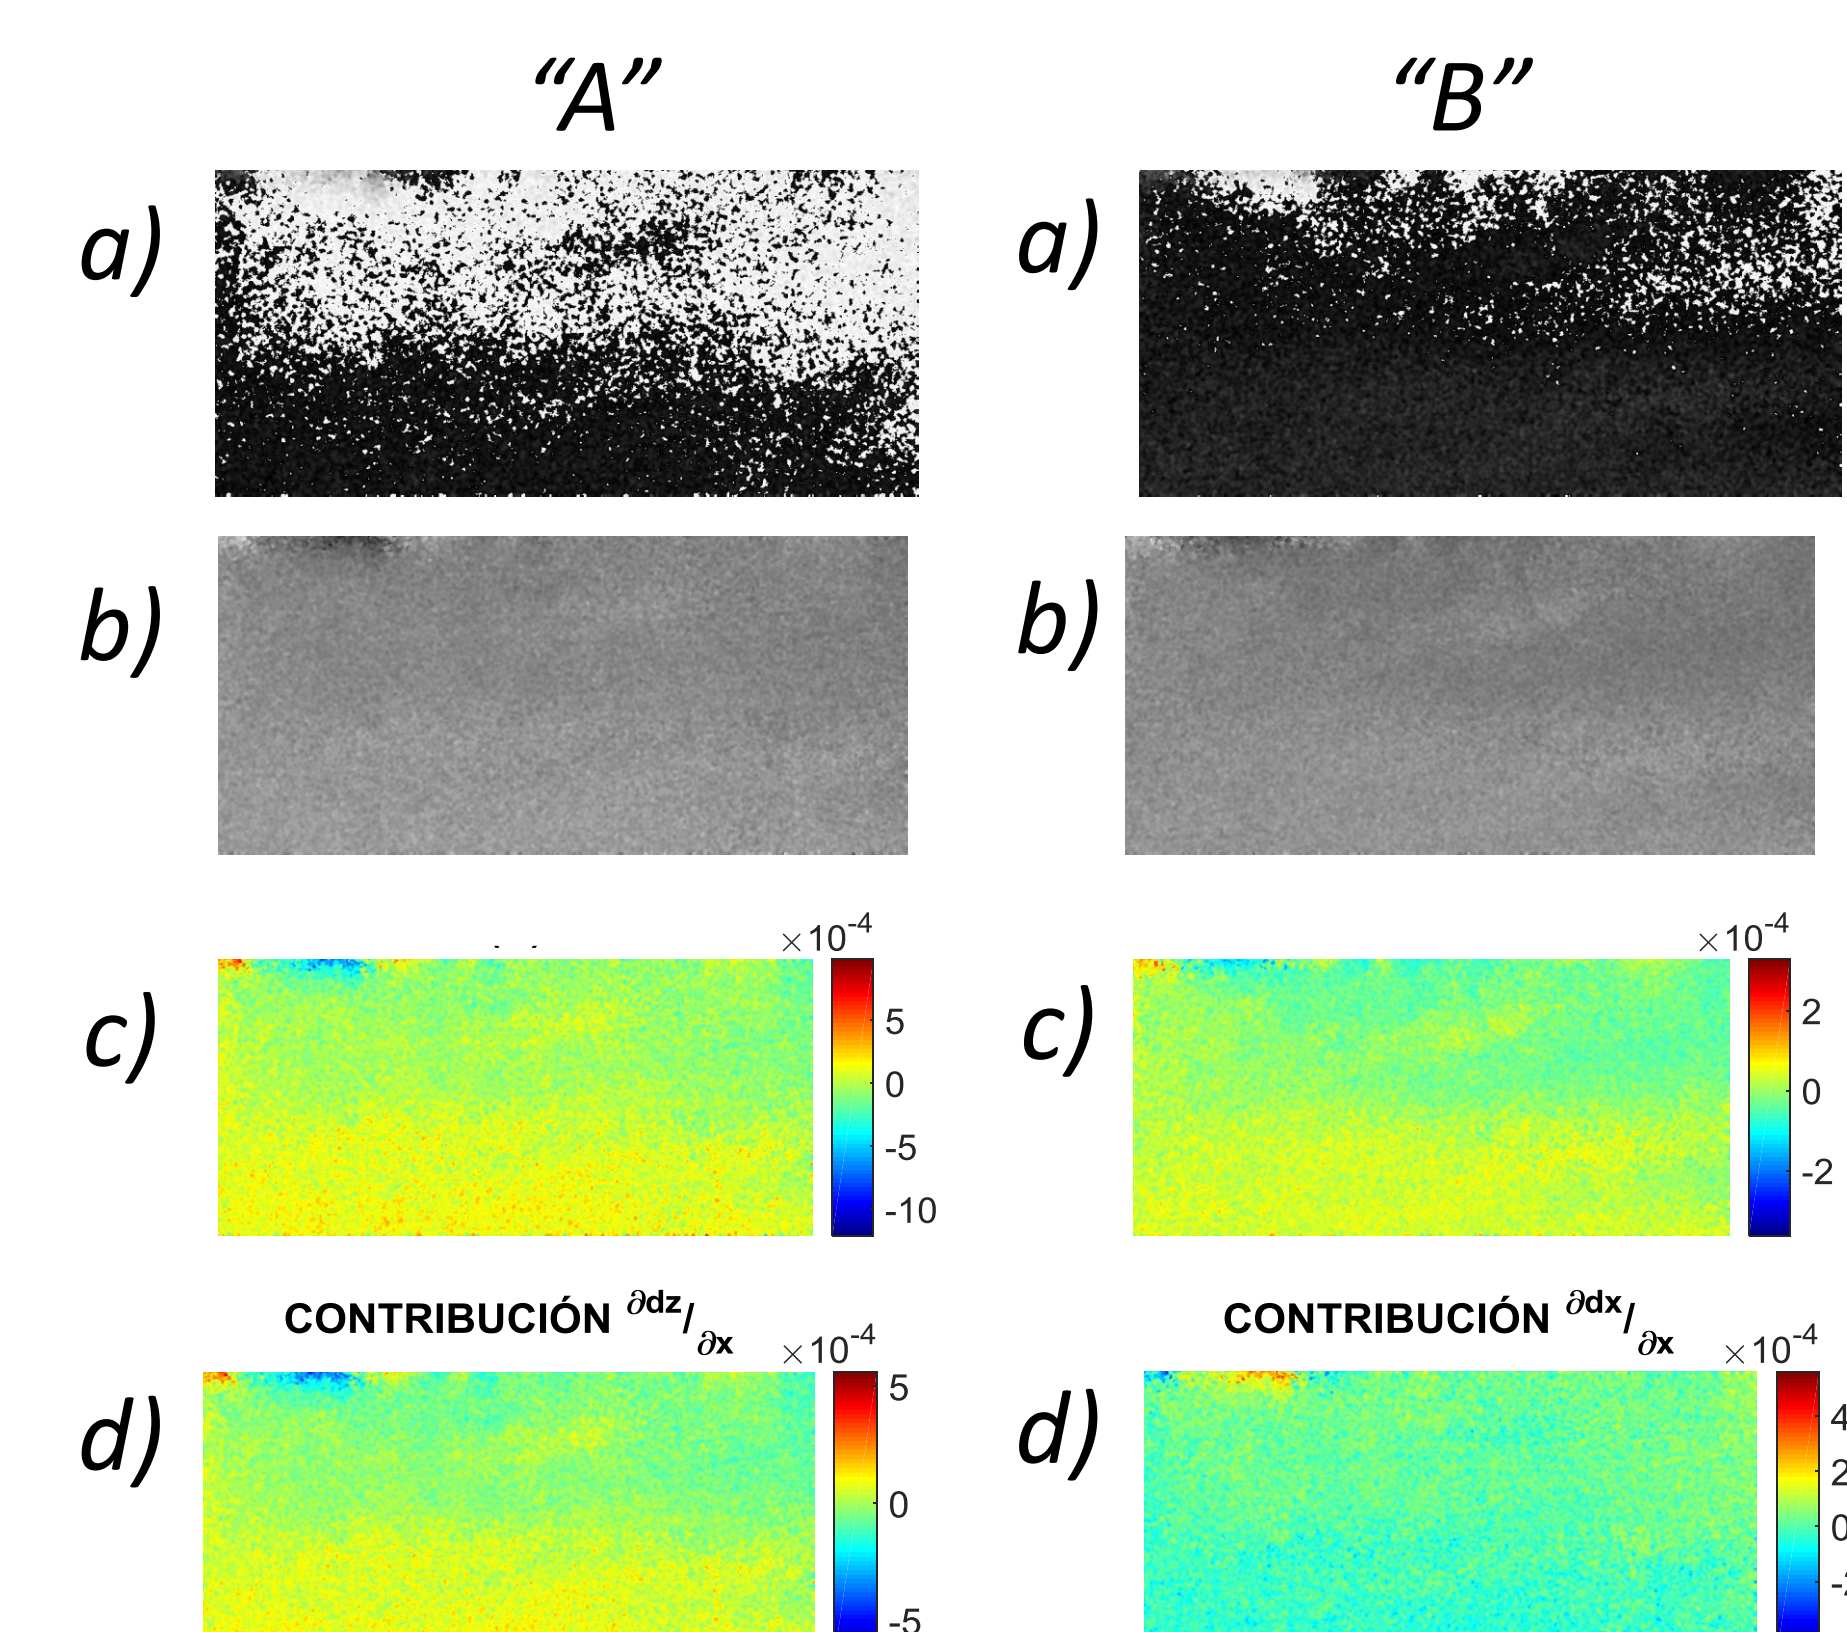 “A” “B”
a) a)
b) b)
×10-4 ×10-4
c) c)
5
0
-5
-10
2
0
-2
CONTRIBUCIÓN ∂dz/∂x
×10-4
CONTRIBUCIÓN ∂dx/∂x
×10-4
d) d)
5
0
-5
4
2
0